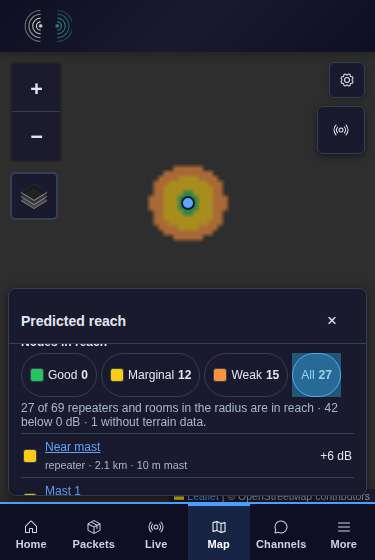 +
−
Predicted reach
×
Nodes in reach
Good 0
Marginal 12
Weak 15
All 27
27 of 69 repeaters and rooms in the radius are in reach · 42
below 0 dB · 1 without terrain data.
Near mast
repeater · 2.1 km · 10 m mast
+6 dB
Mast 1
Leaflet | © OpenStreetMap contributors
Home
Packets
Live
Map
Channels
More